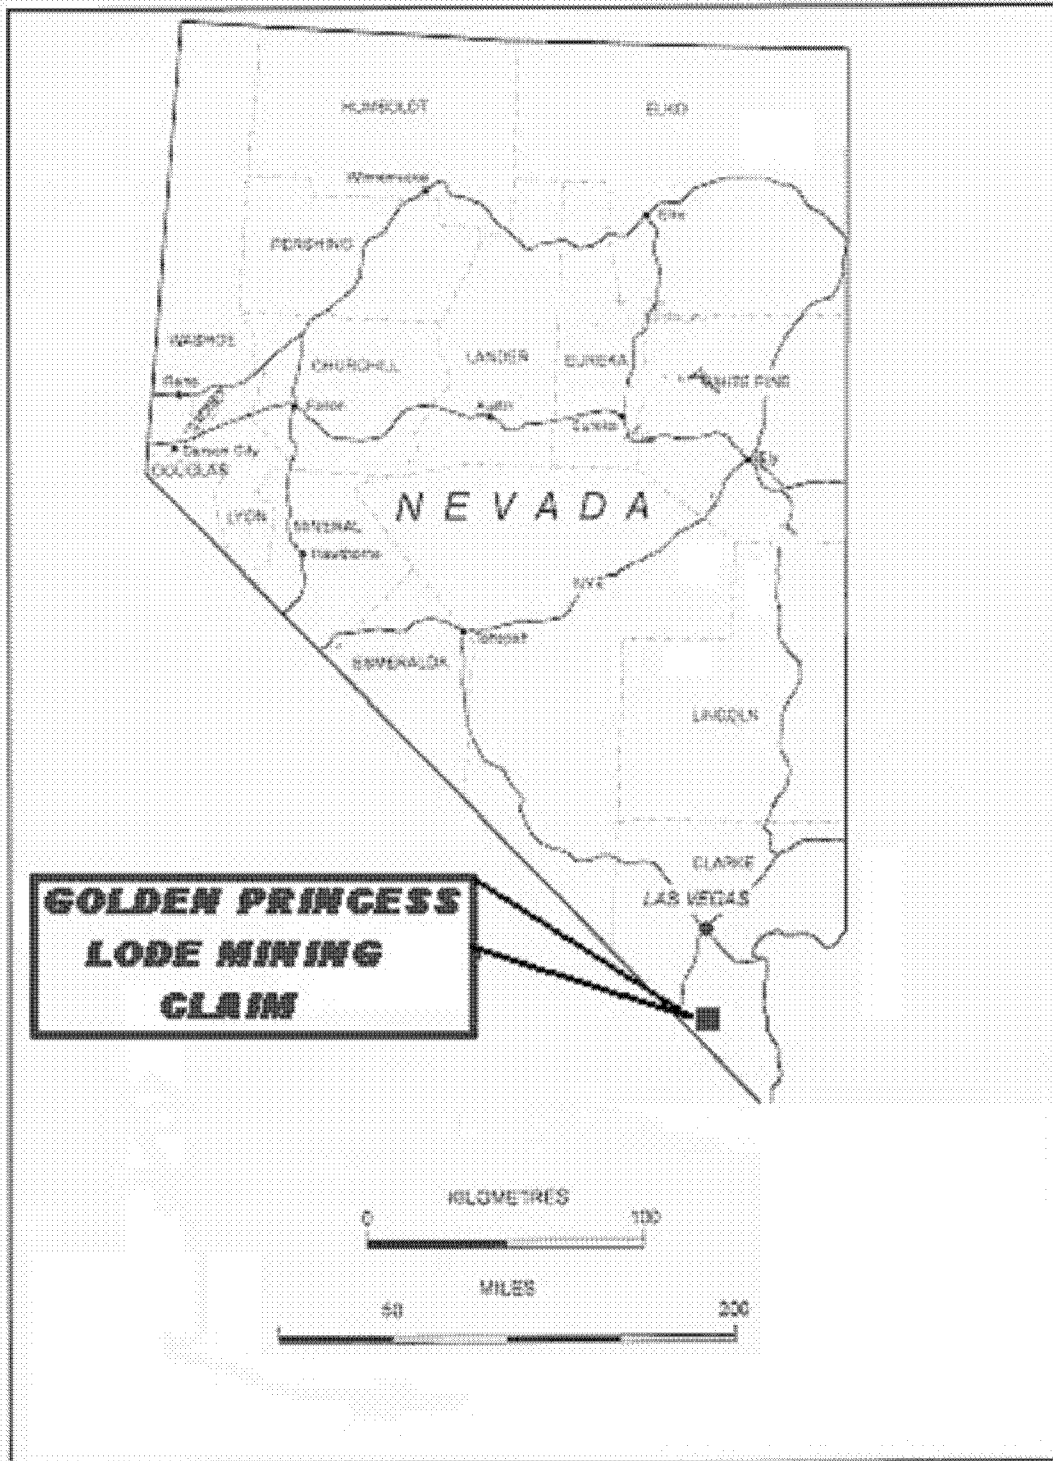 HUMBOLDT
ELKO
Winnemucca
Elko
PERSHING
WASHOE
CHURCHILL
LANDER
EUREKA
WHITE PINE
Reno
Fallon
Austin
Eureka
Carson City
Ely
DOUGLAS
NEVADA
LYON
MINERAL
Hawthorne
NYE
Tonopah
ESMERALDA
LINCOLN
CLARKE
LAS VEGAS
GOLDEN PRINCESS
LODE MINING
CLAIM
KILOMETRES
0 100
MILES
50 200